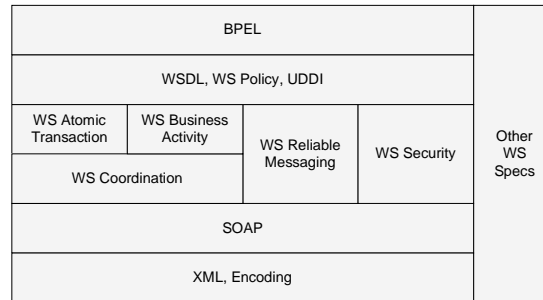 BPEL
WSDL, WS Policy, UDDI
WS Atomic
Transaction
WS Business
Activity
WS Reliable
Messaging
WS Security
WS Coordination
SOAP
XML, Encoding
Other
WS
Specs